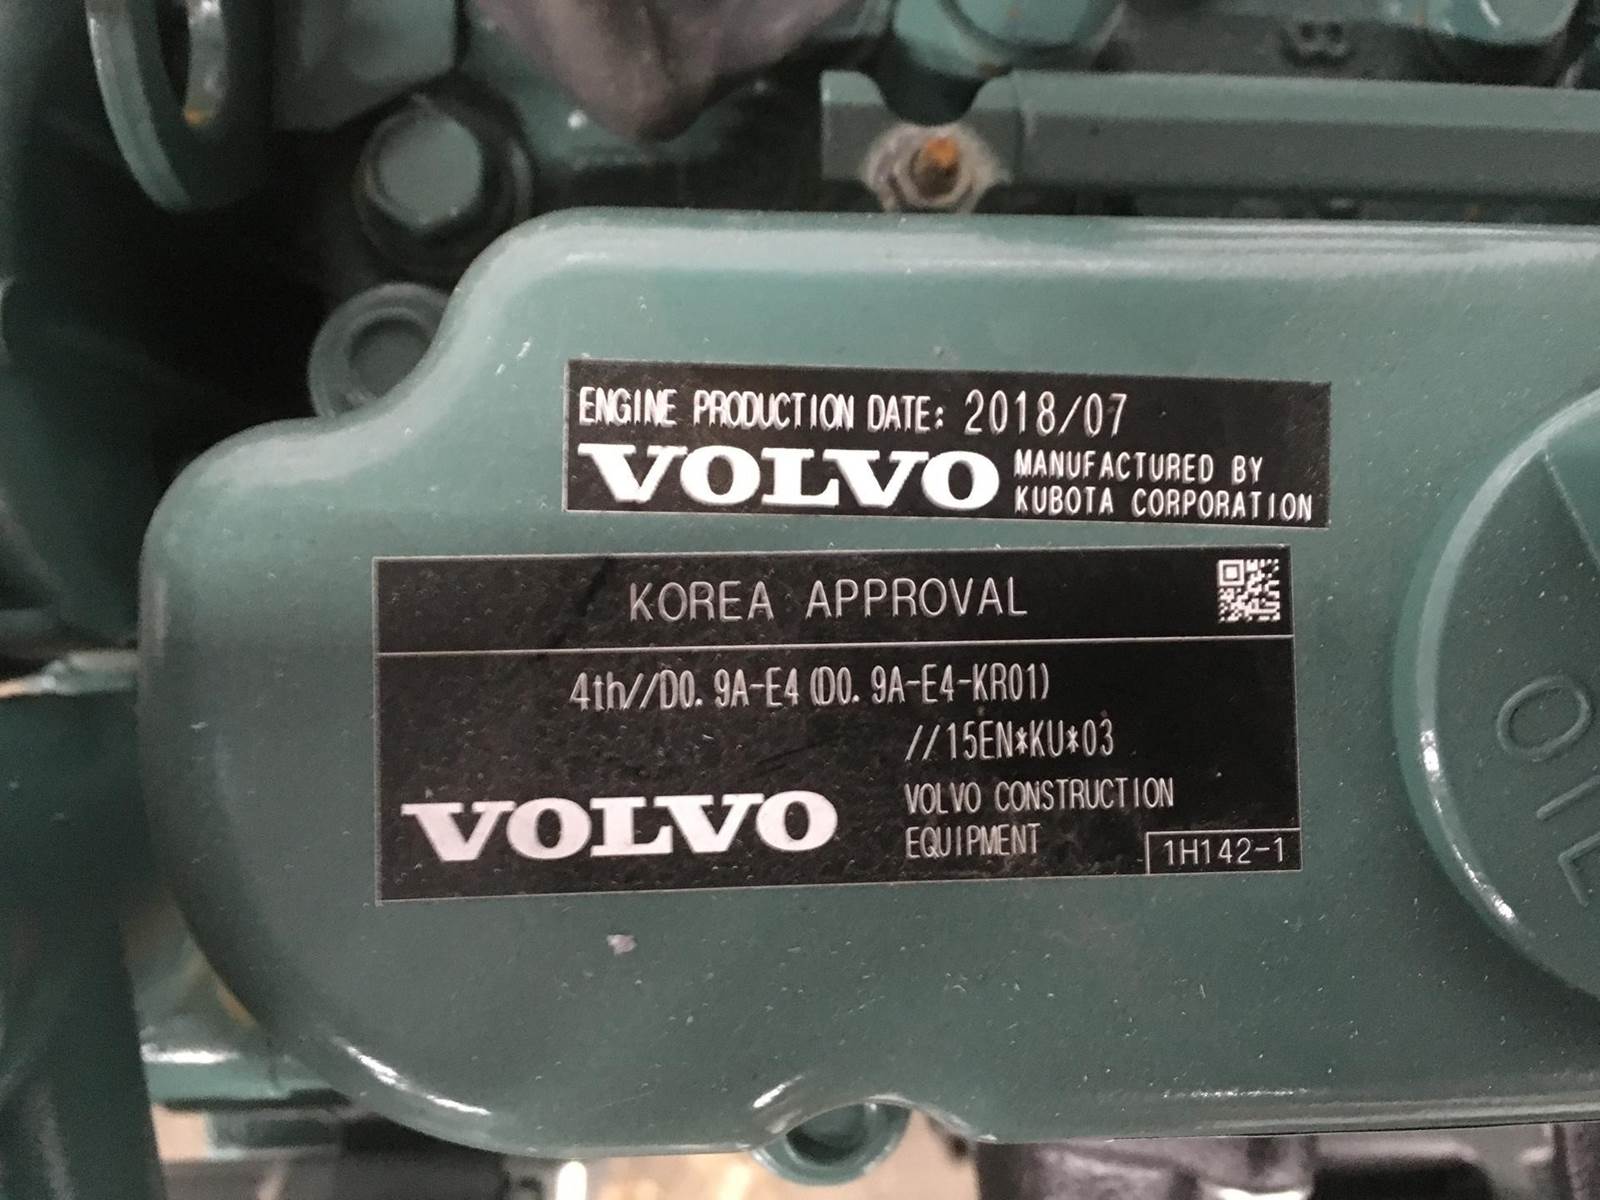 ENGINE PRODUCTION DATE: 2018/07
VOLVO MANUFACTURED BY
KUBOTA CORPORATION
KOREA APPROVAL
4th//D0.9A-E4(D0.9A-E4-KR01)
//15EN*KU*03
VOLVO VOLVO CONSTRUCTION
EQUIPMENT
1H142-1
OIL